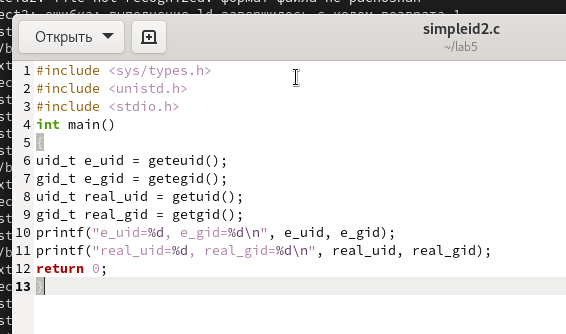 Открыть
simpleid2.c
~/lab5
1 #include <sys/types.h>
2 #include <unistd.h>
3 #include <stdio.h>
4 int main()
5 {
6 uid_t e_uid = geteuid();
7 gid_t e_gid = getegid();
8 uid_t real_uid = getuid();
9 gid_t real_gid = getgid();
10 printf("e_uid=%d, e_gid=%d\n", e_uid, e_gid);
11 printf("real_uid=%d, real_gid=%d\n", real_uid, real_gid);
12 return 0;
13 }